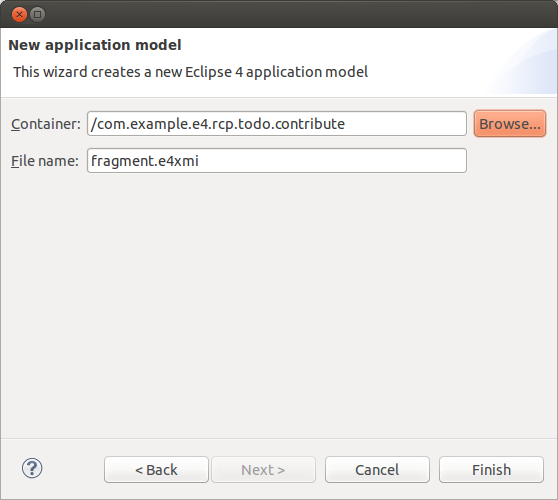 New application model
This wizard creates a new Eclipse 4 application model
Container: /com.example.e4.rcp.todo.contribute Browse...
File name: fragment.e4xmi
? < Back Next > Cancel Finish